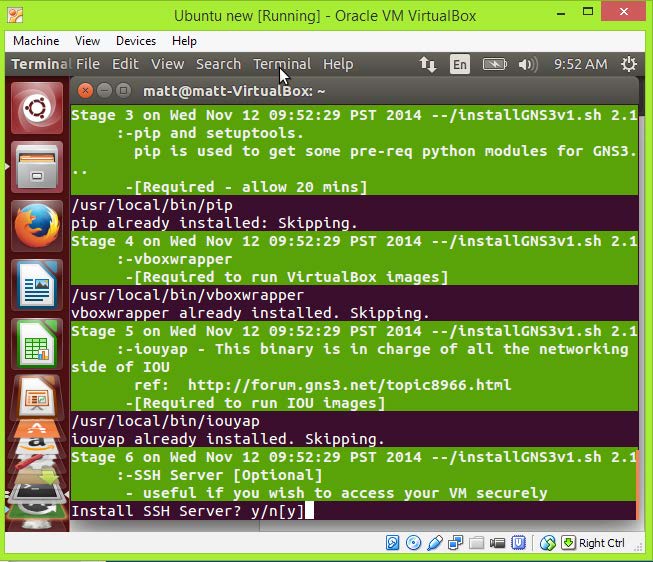 Ubuntu new [Running] - Oracle VM VirtualBox
Machine View Devices Help
Terminal File Edit View Search Terminal Help En 9:52 AM
matt@matt-VirtualBox: ~
Stage 3 on Wed Nov 12 09:52:29 PST 2014 --/installGNS3v1.sh 2.1
:-pip and setuptools.
pip is used to get some pre-req python modules for GNS3.
..
-[Required - allow 20 mins]
/usr/local/bin/pip
pip already installed: Skipping.
Stage 4 on Wed Nov 12 09:52:29 PST 2014 --/installGNS3v1.sh 2.1
:-vboxwrapper
-[Required to run VirtualBox images]
/usr/local/bin/vboxwrapper
vboxwrapper already installed. Skipping.
Stage 5 on Wed Nov 12 09:52:29 PST 2014 --/installGNS3v1.sh 2.1
:-iouyap - This binary is in charge of all the networking
side of IOU
ref: http://forum.gns3.net/topic8966.html
-[Required to run IOU images]
/usr/local/bin/iouyap
iouyap already installed. Skipping.
Stage 6 on Wed Nov 12 09:52:29 PST 2014 --/installGNS3v1.sh 2.1
:-SSH Server [Optional]
- useful if you wish to access your VM securely
Install SSH Server? y/n[y]
Right Ctrl